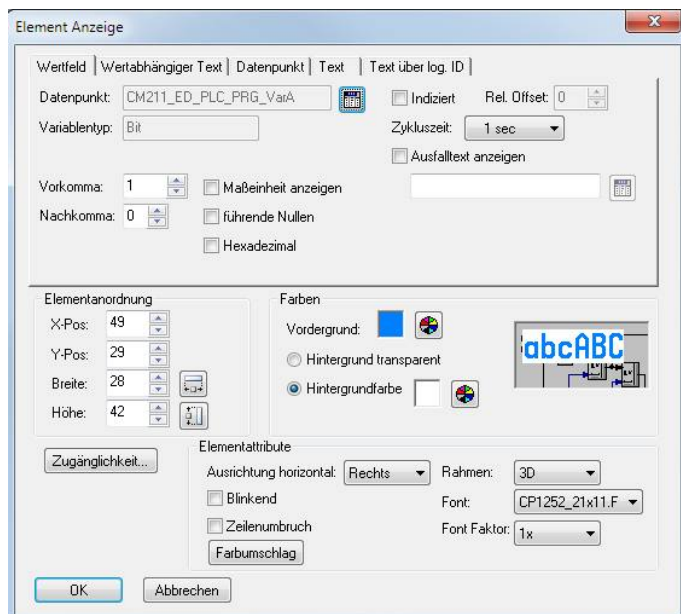 Element Anzeige
Wertfeld Wertabhängiger Text Datenpunkt Text Text über log. ID
Datenpunkt: CM211_ED_PLC_PRG_VarA Indiziert Rel. Offset: 0
Variablentyp: Bit Zykluszeit: 1 sec
Ausfalltext anzeigen
Vorkomma: 1 Maßeinheit anzeigen
Nachkomma: 0 führende Nullen
Hexadezimal
Elementanordnung
X-Pos: 49
Y-Pos: 29
Breite: 28
Höhe: 42
Farben
Vordergrund:
Hintergrund transparent
Hintergrundfarbe
abcABC
Zugänglichkeit...
Elementattribute
Ausrichtung horizontal: Rechts Rahmen: 3D
Blinkend Font: CP1252_21x11.F
Zeilenumbruch Font Faktor: 1x
Farbumschlag
OK Abbrechen